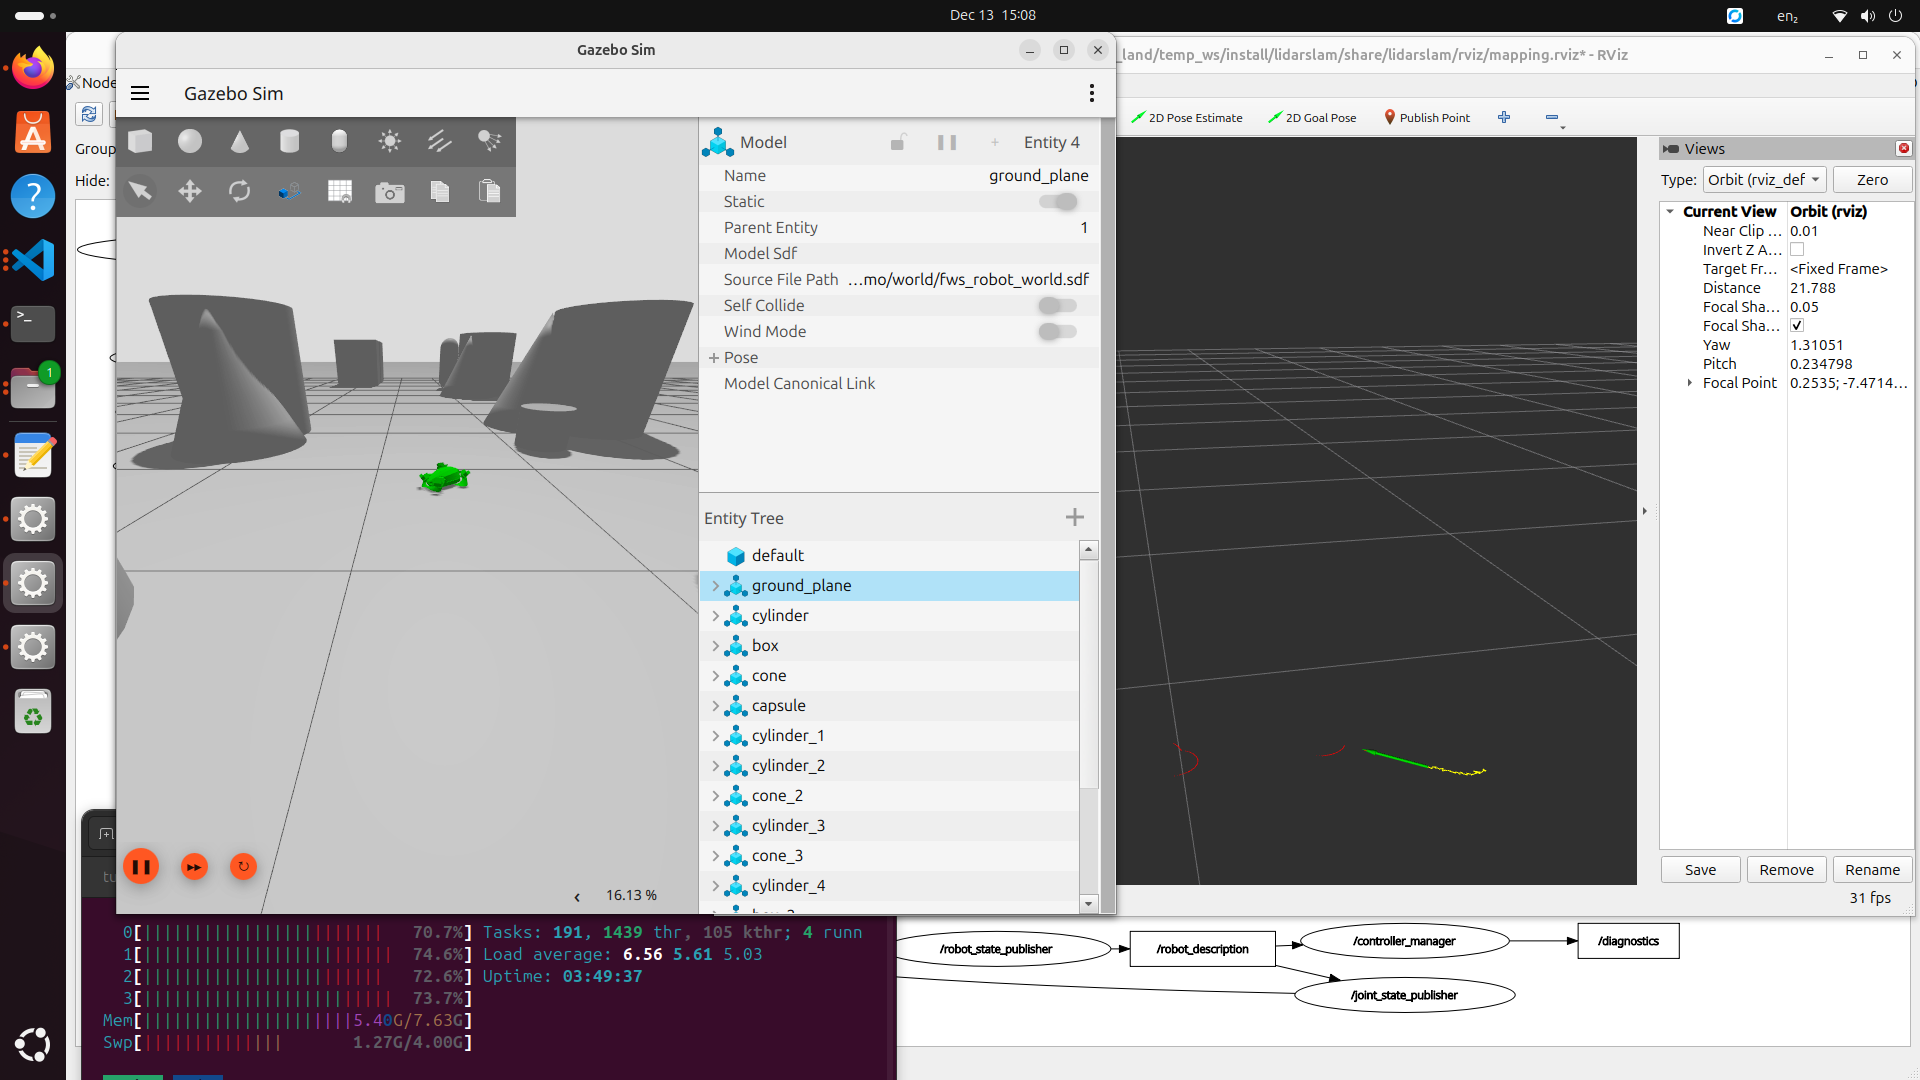 Dec 13 15:08
en₂
1
Gazebo Sim
Gazebo Sim
Node
Group
Hide:
Model
Entity 4
Name ground_plane
Static
Parent Entity 1
Model Sdf
Source File Path …mo/world/fws_robot_world.sdf
Self Collide
Wind Mode
Pose
Model Canonical Link
Entity Tree
default
ground_plane
cylinder
box
cone
capsule
cylinder_1
cylinder_2
cone_2
cylinder_3
cone_3
cylinder_4
16.13 %
_land/temp_ws/install/lidarslam/share/lidarslam/rviz/mapping.rviz* - RViz
2D Pose Estimate
2D Goal Pose
Publish Point
Views
Type: Orbit (rviz_def
Zero
Current View Orbit (rviz)
Near Clip ... 0.01
Invert Z A...
Target Fr... <Fixed Frame>
Distance 21.788
Focal Sha... 0.05
Focal Sha...
Yaw 1.31051
Pitch 0.234798
Focal Point 0.2535; -7.4714...
Save
Remove
Rename
31 fps
tu
0[ 70.7%] Tasks: 191, 1439 thr, 105 kthr; 4 runn
1[ 74.6%] Load average: 6.56 5.61 5.03
2[ 72.6%] Uptime: 03:49:37
3[ 73.7%]
Mem[ 5.40G/7.63G]
Swp[ 1.27G/4.00G]
/robot_state_publisher
/robot_description
/controller_manager
/diagnostics
/joint_state_publisher